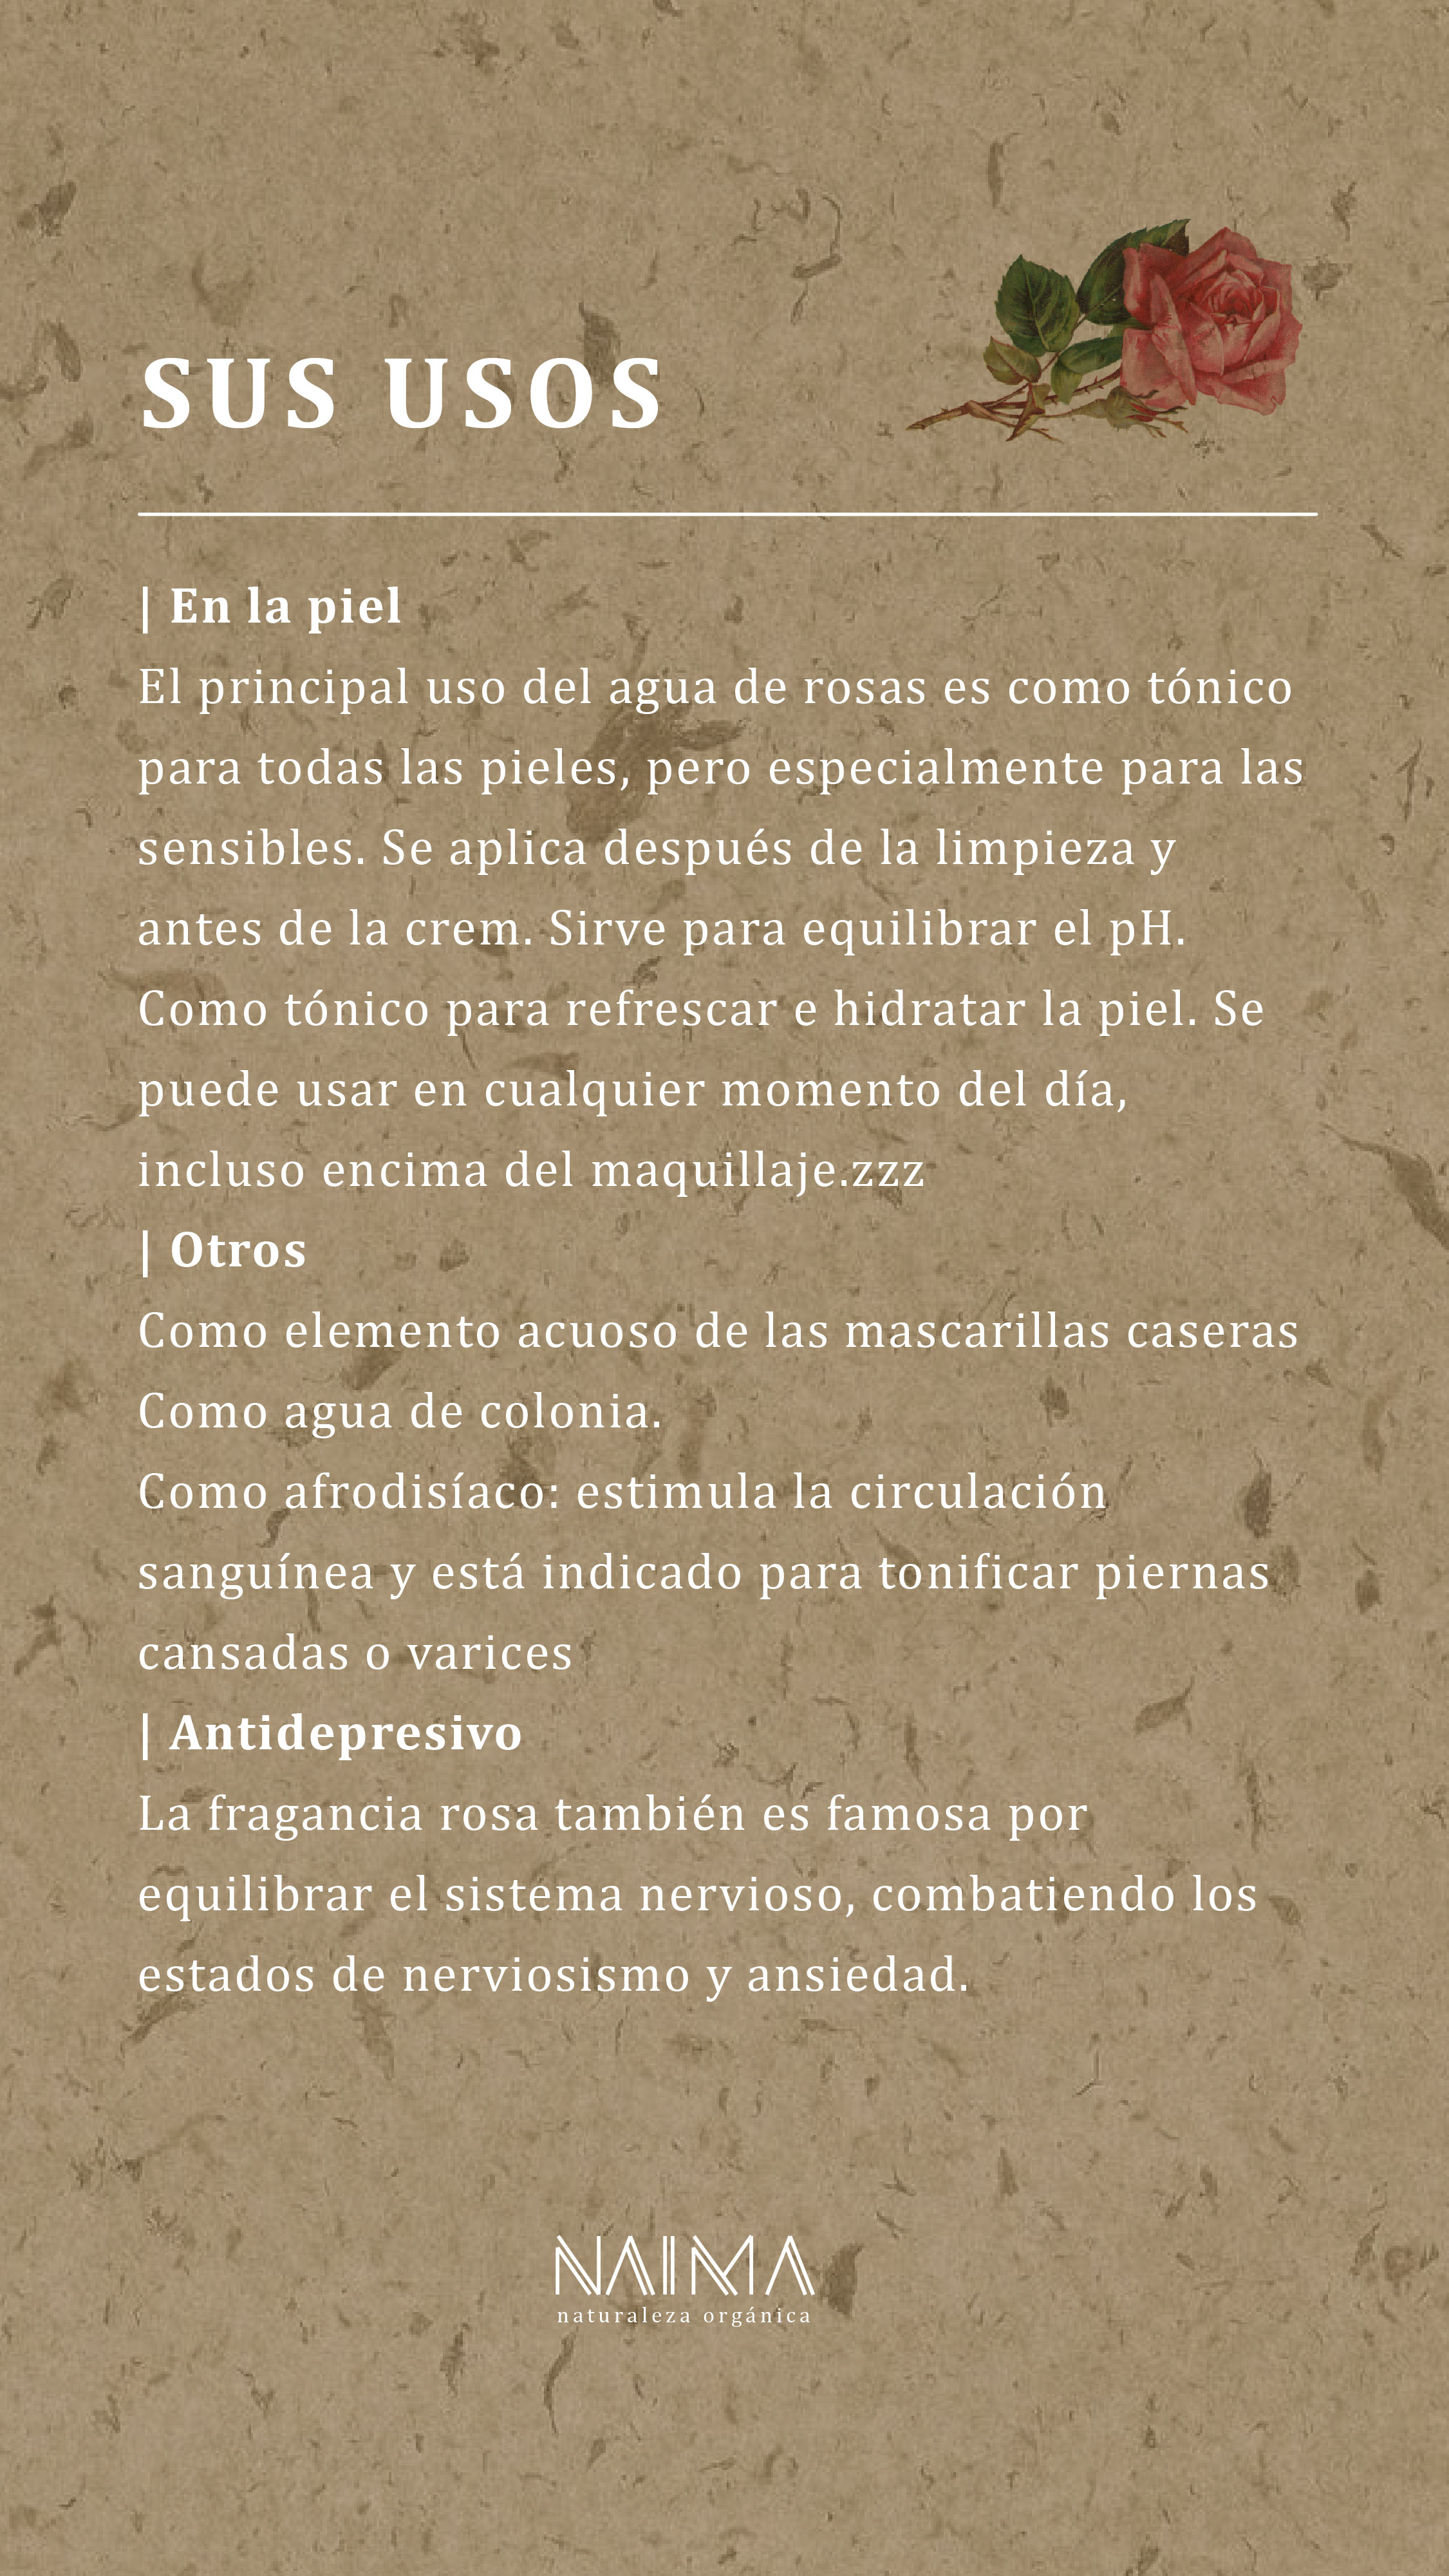 SUS USOS
| En la piel
El principal uso del agua de rosas es como tónico
para todas las pieles, pero especialmente para las
sensibles. Se aplica después de la limpieza y
antes de la crem. Sirve para equilibrar el pH.
Como tónico para refrescar e hidratar la piel. Se
puede usar en cualquier momento del día,
incluso encima del maquillaje.zzz
| Otros
Como elemento acuoso de las mascarillas caseras
Como agua de colonia.
Como afrodisíaco: estimula la circulación
sanguínea y está indicado para tonificar piernas
cansadas o varices
| Antidepresivo
La fragancia rosa también es famosa por
equilibrar el sistema nervioso, combatiendo los
estados de nerviosismo y ansiedad.
NAIMA
naturaleza orgánica